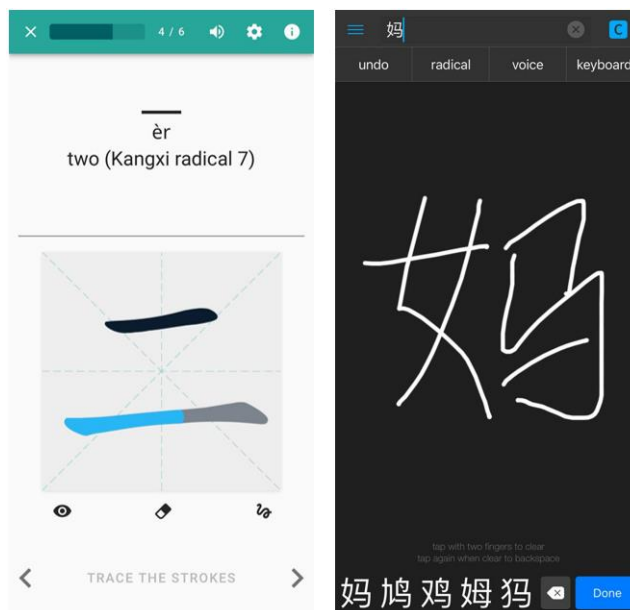 4 / 6
èr
two (Kangxi radical 7)
二
TRACE THE STROKES
妈
C
undo radical voice keyboard
妈
tap with two fingers to clear
tap again when clear to backspace
妈 鸠 鸡 姆 犸 Done